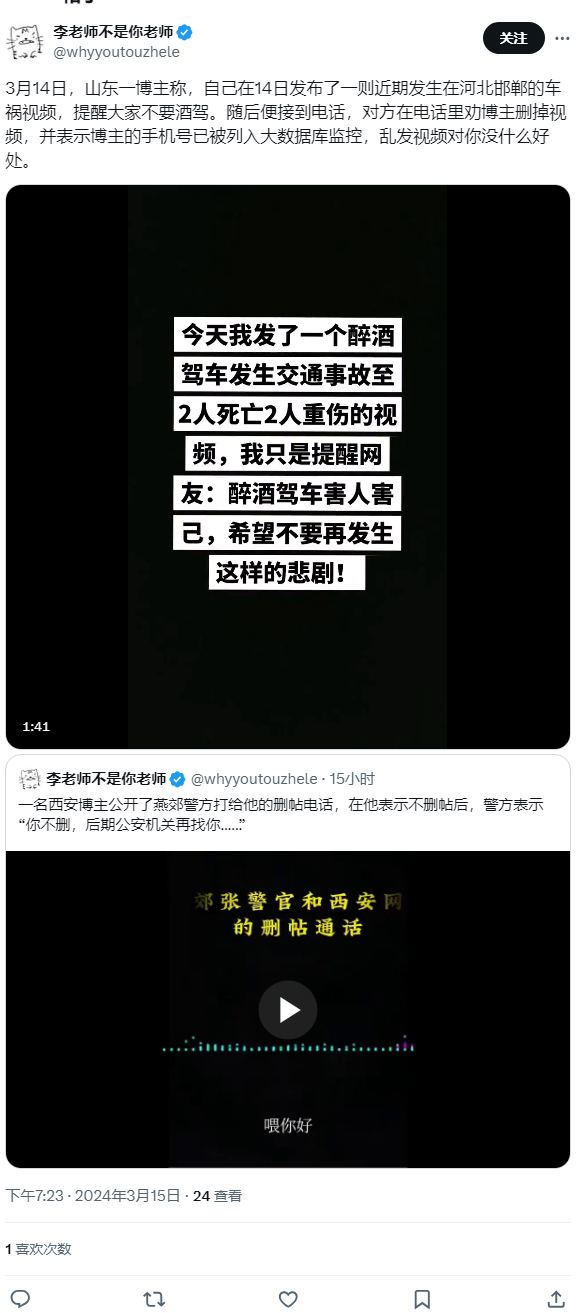 李老师不是你老师
@whyyoutouzhele
关注
3月14日，山东一博主称，自己在14日发布了一则近期发生在河北邯郸的车
祸视频，提醒大家不要酒驾。随后便接到电话，对方在电话里劝博主删掉视
频，并表示博主的手机号已被列入大数据库监控，乱发视频对你没什么好
处。
今天我发了一个醉酒
驾车发生交通事故至
2人死亡2人重伤的视
频，我只是提醒网
友：醉酒驾车害人害
己，希望不要再发生
这样的悲剧！
1:41
李老师不是你老师 @whyyoutouzhele · 15小时
一名西安博主公开了燕郊警方打给他的删帖电话，在他表示不删帖后，警方表示
“你不删，后期公安机关再找你......”
郊张警官和西安网
的删帖通话
喂你好
下午7:23 · 2024年3月15日 · 24 查看
1 喜欢次数